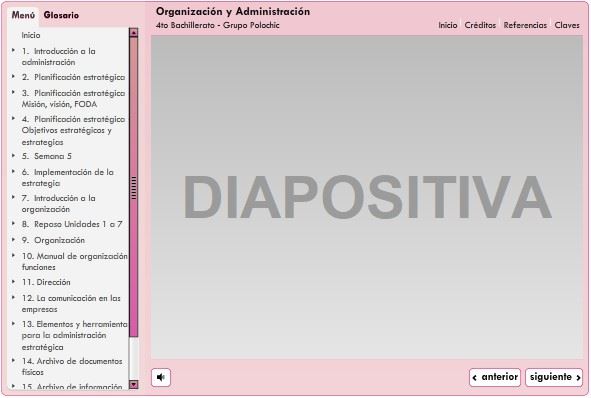 Menú Glosario
Inicio
1. Introducción a la
administración
2. Planificación estratégica
3. Planificación estratégica
Misión, visión, FODA
4. Planificación estratégica
Objetivos estratégicos y
estrategias
5. Semana 5
6. Implementación de la
estrategia
7. Introducción a la
organización
8. Repaso Unidades 1 a 7
9. Organización
10. Manual de organización
funciones
11. Dirección
12. La comunicación en las
empresas
13. Elementos y herramienta
para la administración
estratégica
14. Archivo de documentos
físicos
15. Archivo de información
Organización y Administración
4to Bachillerato - Grupo Polochic
Inicio Créditos Referencias Claves
DIAPOSITIVA
anterior siguiente